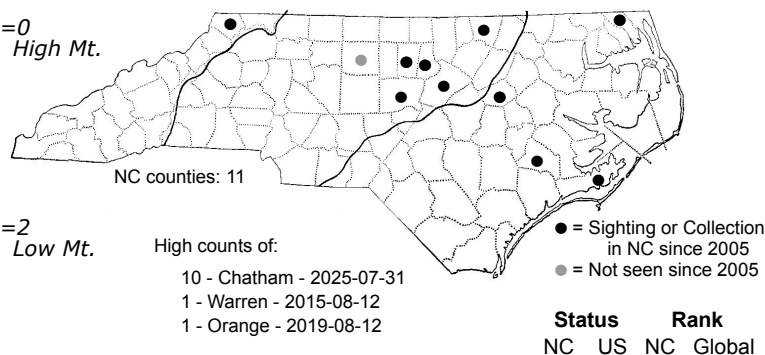 =0
High Mt.
NC counties: 11
=2
Low Mt.
High counts of:
10 - Chatham - 2025-07-31
1 - Warren - 2015-08-12
1 - Orange - 2019-08-12
● = Sighting or Collection
in NC since 2005
● = Not seen since 2005
Status Rank
NC US NC Global